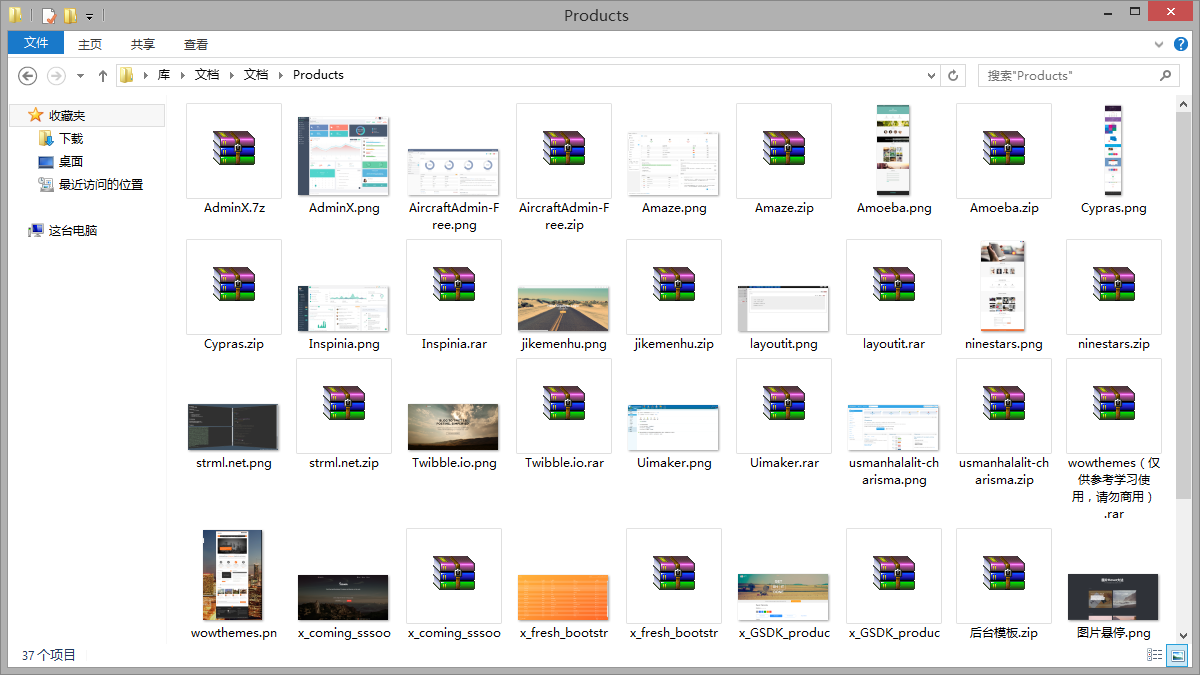 Products
文件
主页
共享
查看
库 文档 文档 Products
搜索"Products"
收藏夹
下载
桌面
最近访问的位置
这台电脑
AdminX.7z
AdminX.png
AircraftAdmin-F
ree.png
AircraftAdmin-F
ree.zip
Amaze.png
Amaze.zip
Amoeba.png
Amoeba.zip
Cypras.png
Cypras.zip
Inspinia.png
Inspinia.rar
jikemenhu.png
jikemenhu.zip
layoutit.png
layoutit.rar
ninestars.png
ninestars.zip
strml.net.png
strml.net.zip
Twibble.io.png
Twibble.io.rar
Uimaker.png
Uimaker.rar
usmanhalalit-ch
arisma.png
usmanhalalit-ch
arisma.zip
wowthemes（仅
供参考学习使
用，请勿商用）
.rar
wowthemes.pn
x_coming_sssoo
x_coming_sssoo
x_fresh_bootstr
x_fresh_bootstr
x_GSDK_produc
x_GSDK_produc
后台模板.zip
图片悬停.png
37 个项目